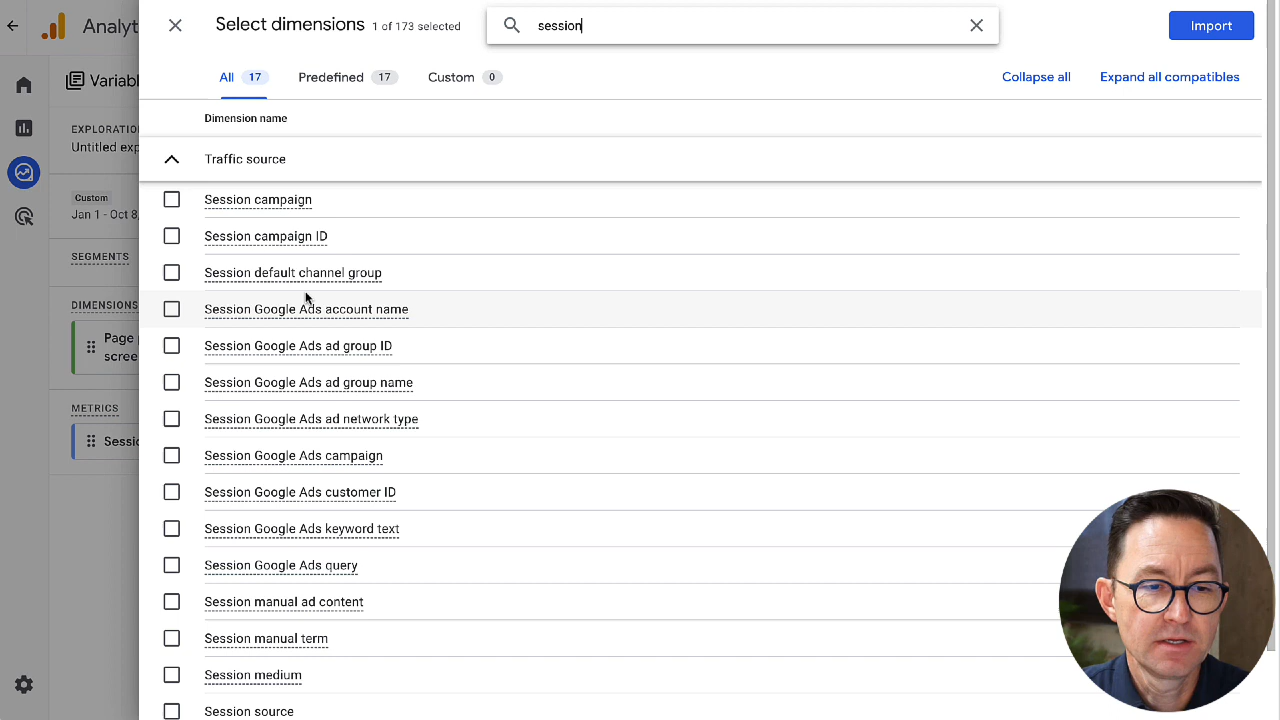 Analyt
Select dimensions 1 of 173 selected
session
Import
All 17
Predefined 17
Custom 0
Collapse all
Expand all compatibles
Variab
EXPLORATIO
Untitled exp
Custom
Jan 1 - Oct 8,
SEGMENTS
DIMENSIONS
Page p
scree
METRICS
Sessio
Dimension name
Traffic source
Session campaign
Session campaign ID
Session default channel group
Session Google Ads account name
Session Google Ads ad group ID
Session Google Ads ad group name
Session Google Ads ad network type
Session Google Ads campaign
Session Google Ads customer ID
Session Google Ads keyword text
Session Google Ads query
Session manual ad content
Session manual term
Session medium
Session source